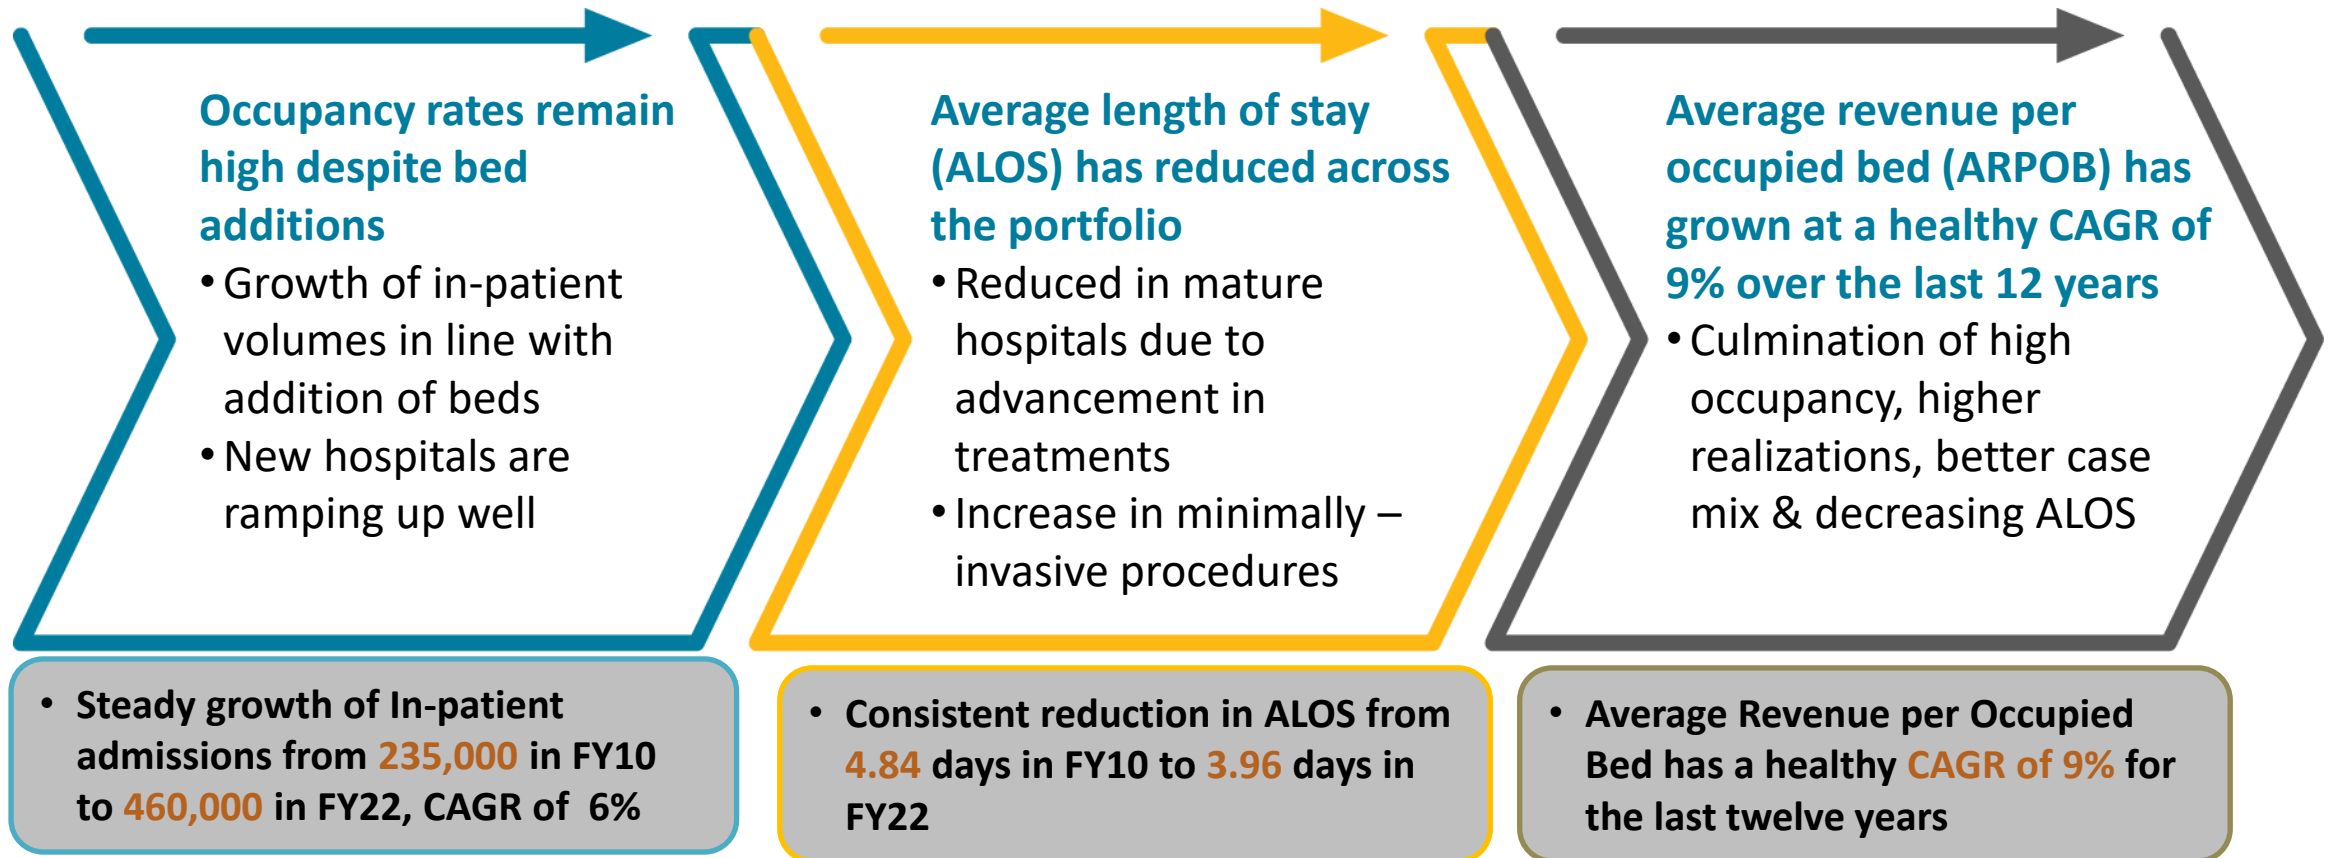 Occupancy rates remain
high despite bed
additions
• Growth of in-patient
volumes in line with
addition of beds
• New hospitals are
ramping up well
Average length of stay
(ALOS) has reduced across
the portfolio
• Reduced in mature
hospitals due to
advancement in
treatments
• Increase in minimally –
invasive procedures
Average revenue per
occupied bed (ARPOB) has
grown at a healthy CAGR of
9% over the last 12 years
• Culmination of high
occupancy, higher
realizations, better case
mix & decreasing ALOS
• Steady growth of In-patient
admissions from 235,000 in FY10
to 460,000 in FY22, CAGR of 6%
• Consistent reduction in ALOS from
4.84 days in FY10 to 3.96 days in
FY22
• Average Revenue per Occupied
Bed has a healthy CAGR of 9% for
the last twelve years